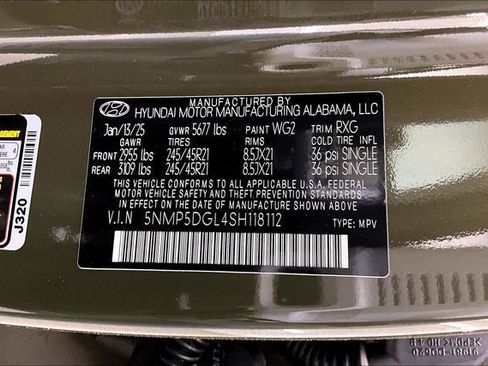 MANUFACTURED BY
HYUNDAI MOTOR MANUFACTURING ALABAMA, LLC
Jan/13/25 GVWR 5677 lbs PAINT WG2 TRIM RXG
GAWR TIRES RIMS COLD TIRE INFL
FRONT 2955 lbs 245/45R21 8.5JX21 36 psi SINGLE
REAR 3109 lbs 245/45R21 8.5JX21 36 psi SINGLE
THIS VEHICLE CONFORMS TO ALL APPLICABLE U.S.A. FEDERAL
MOTOR VEHICLE SAFETY, BUMPER, AND
THEFT PREVENTION STANDARDS IN EFFECT ON
THE DATE OF MANUFACTURE SHOWN ABOVE.
V.I.N 5NMP5DGL4SH118112 TYPE: MPV
J320